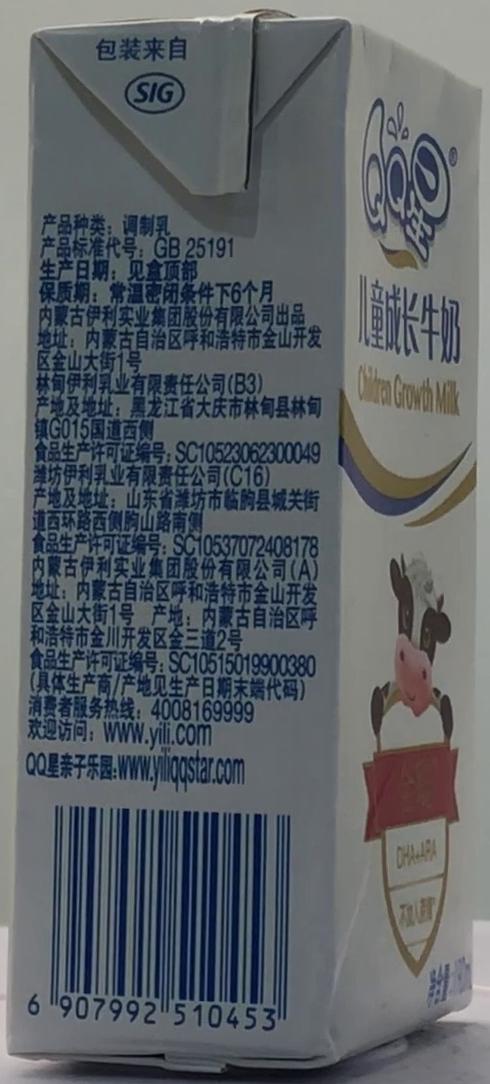 包装来自
SIG
产品种类：调制乳
产品标准代号：GB 25191
生产日期：见盒顶部
保质期：常温密闭条件下6个月
内蒙古伊利实业集团股份有限公司出品
地址：内蒙古自治区呼和浩特市金山开发
区金山大街1号
林甸伊利乳业有限责任公司(B3)
产地及地址：黑龙江省大庆市林甸县林甸
镇G015国道西侧
食品生产许可证编号：SC10523062300049
潍坊伊利乳业有限责任公司(C16)
产地及地址：山东省潍坊市临朐县城关街
道西环路西侧朐山路南侧
食品生产许可证编号：SC10537072408178
内蒙古伊利实业集团股份有限公司(A)
地址：内蒙古自治区呼和浩特市金山开发
区金山大街1号 产地：内蒙古自治区呼
和浩特市金川开发区金三道2号
食品生产许可证编号：SC10515019900380
(具体生产商/产地见生产日期末端代码)
消费者服务热线：4008169999
欢迎访问：www.yili.com
QQ星亲子乐园:www.yiliqqstar.com
6 907992 510453
QQ星®
儿童成长牛奶
Children Growth Milk
DHA+ARA
不加人蔗糖
净含量